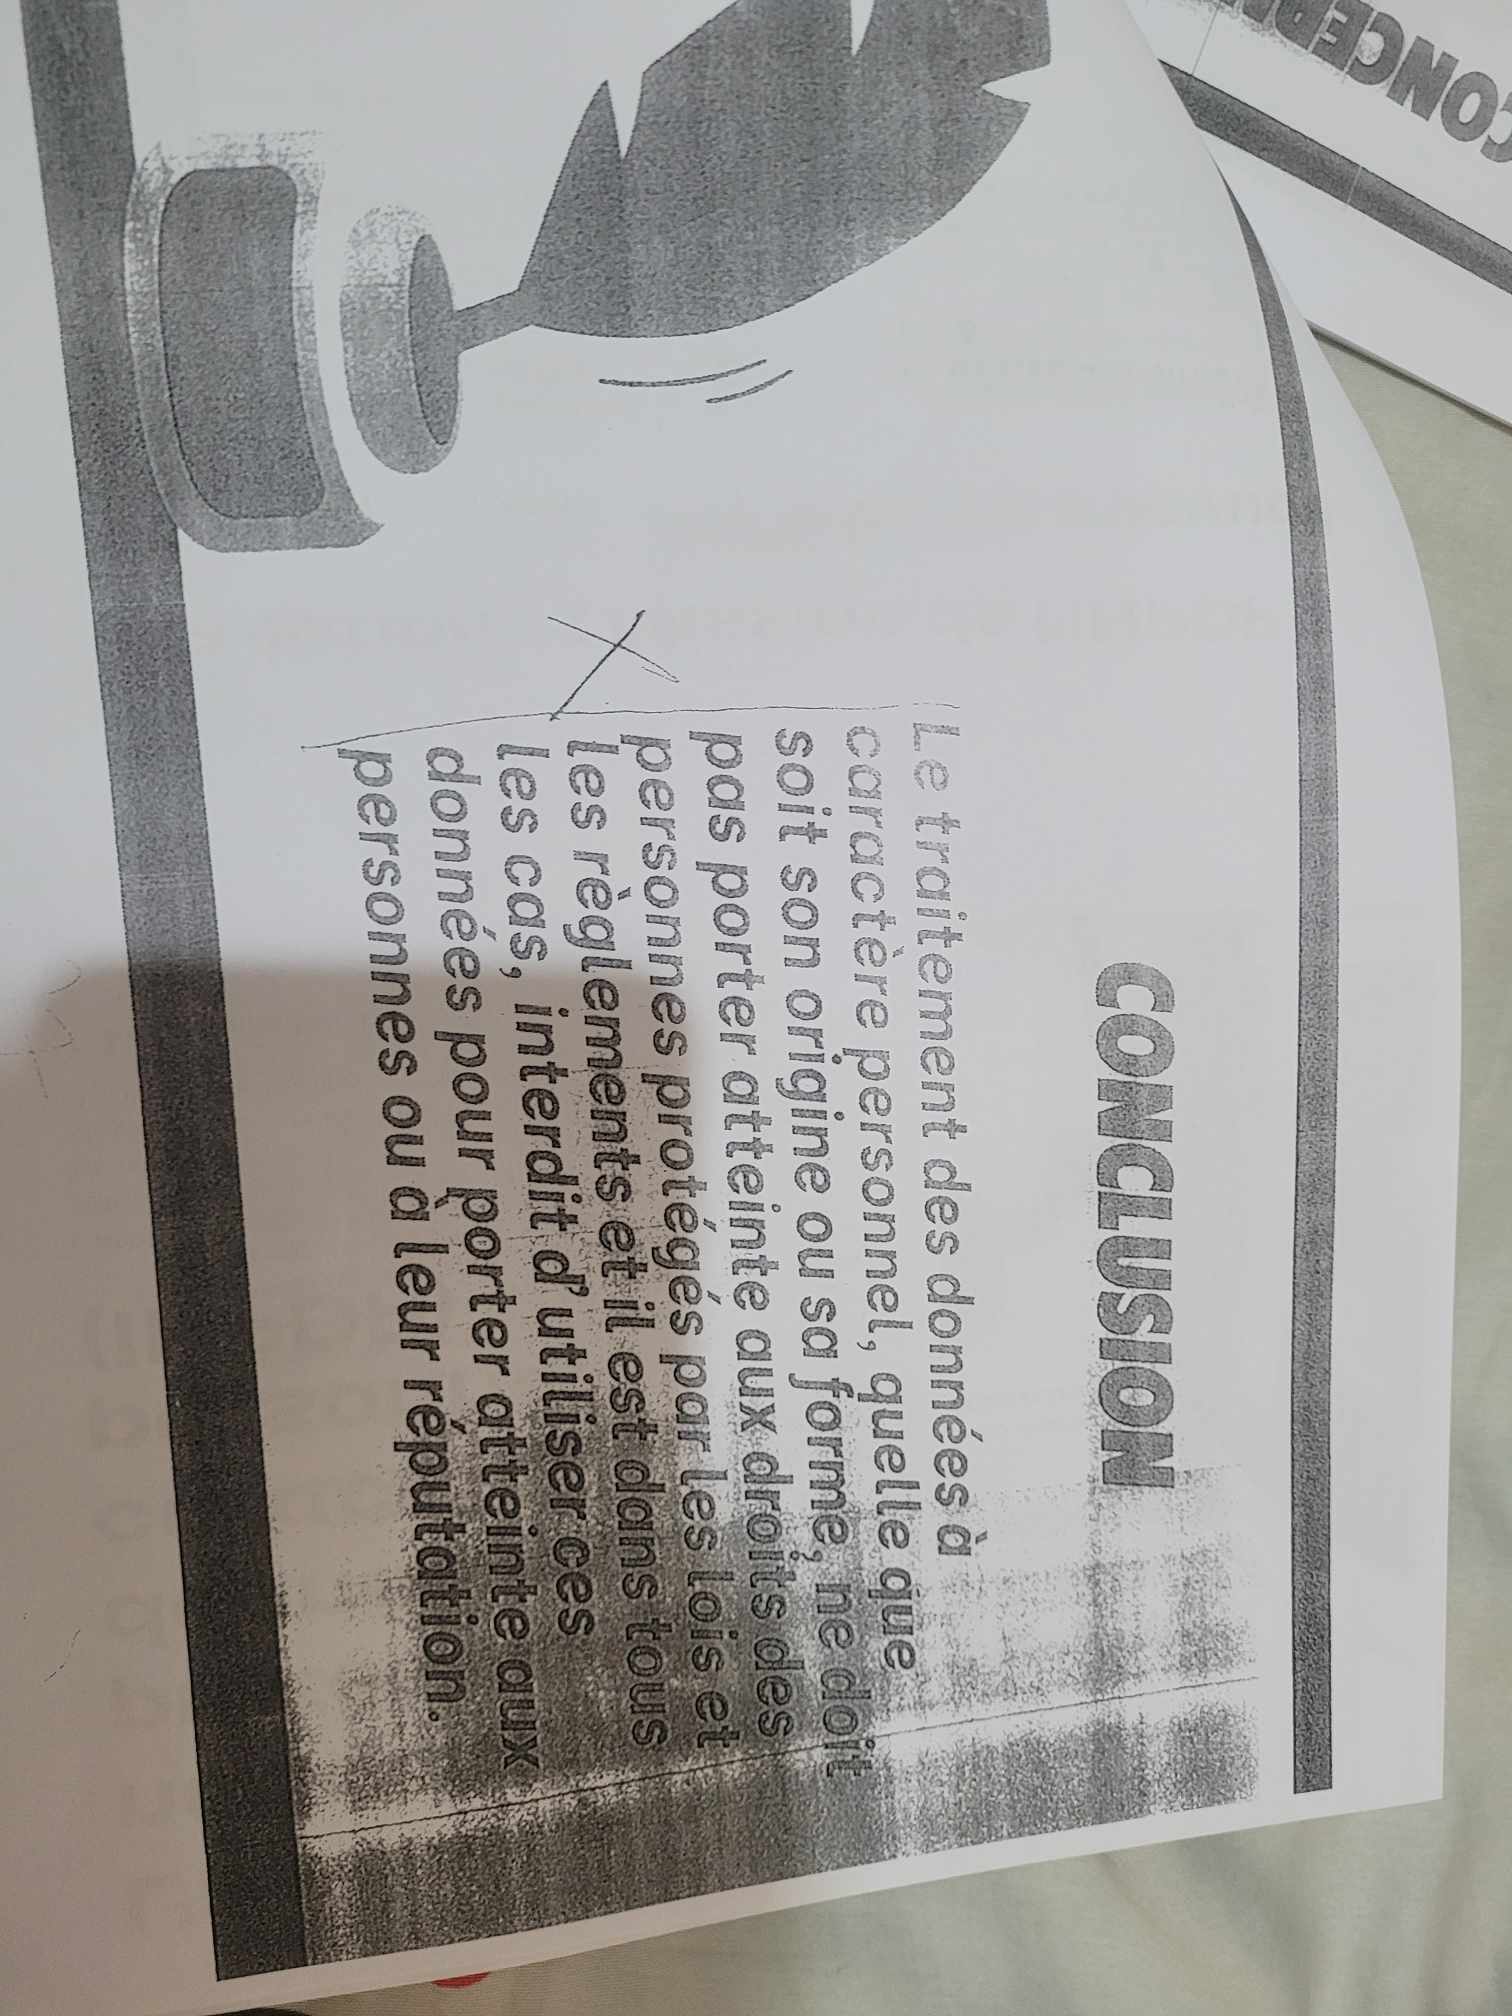 CONCLUSION
Le traitement des données à
caractère personnel, quelle que
soit son origine ou sa forme, ne doit
pas porter atteinte aux droits des
personnes protégés par les lois et
les règlements et il est dans tous
les cas, interdit d'utiliser ces
données pour porter atteinte aux
personnes ou à leur réputation.